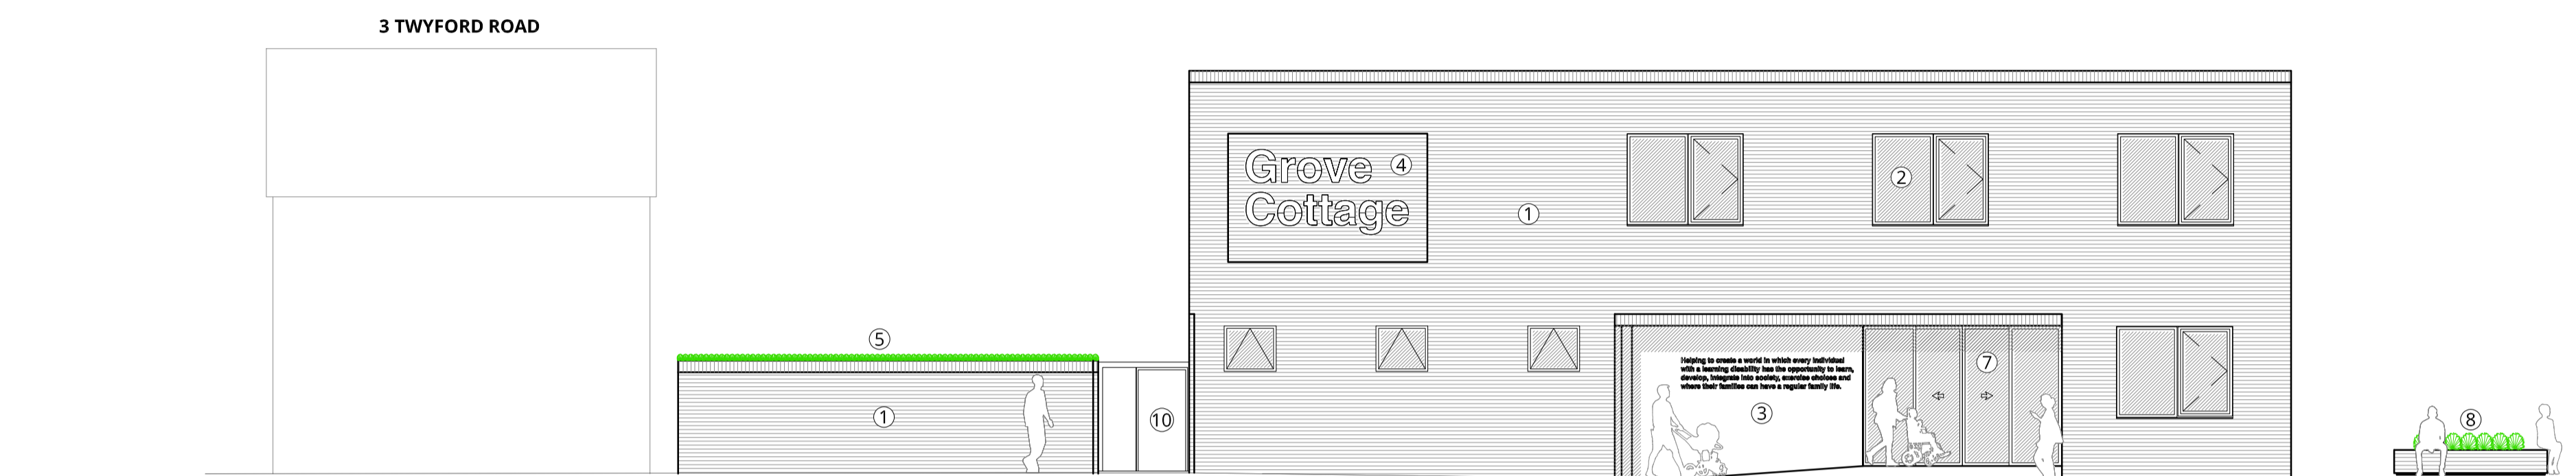 3 TWYFORD ROAD
Grove 4
Cottage
2
1
5
Helping to create a world in which every individual
with a learning disability has the opportunity to learn,
develop, integrate into society, exercise choices and
where their families can have a regular family life.
7
3
1
10
8